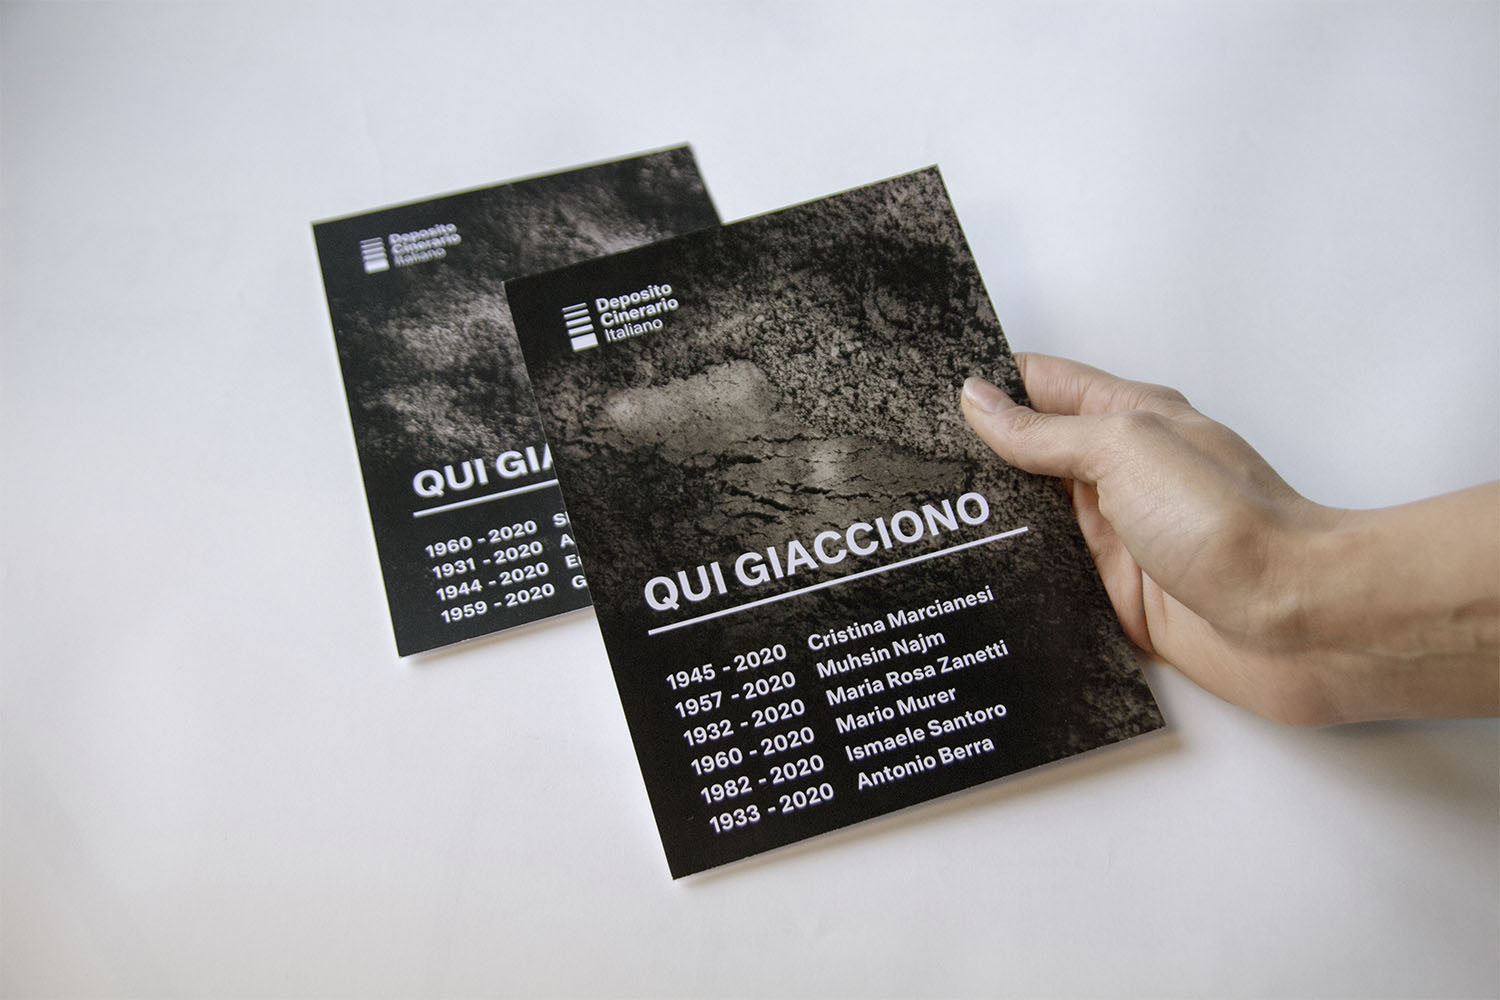 Deposito
Cinerario
Italiano
QUI GIA
1960 - 2020
1931 - 2020 A
1944 - 2020
1959 - 2020 G
Deposito
Cinerario
Italiano
QUI GIACCIONO
1945 - 2020 Cristina Marcianesi
1957 - 2020 Muhsin Najm
1932 - 2020 Maria Rosa Zanetti
1960 - 2020 Mario Murer
1982 - 2020 Ismaele Santoro
1933 - 2020 Antonio Berra